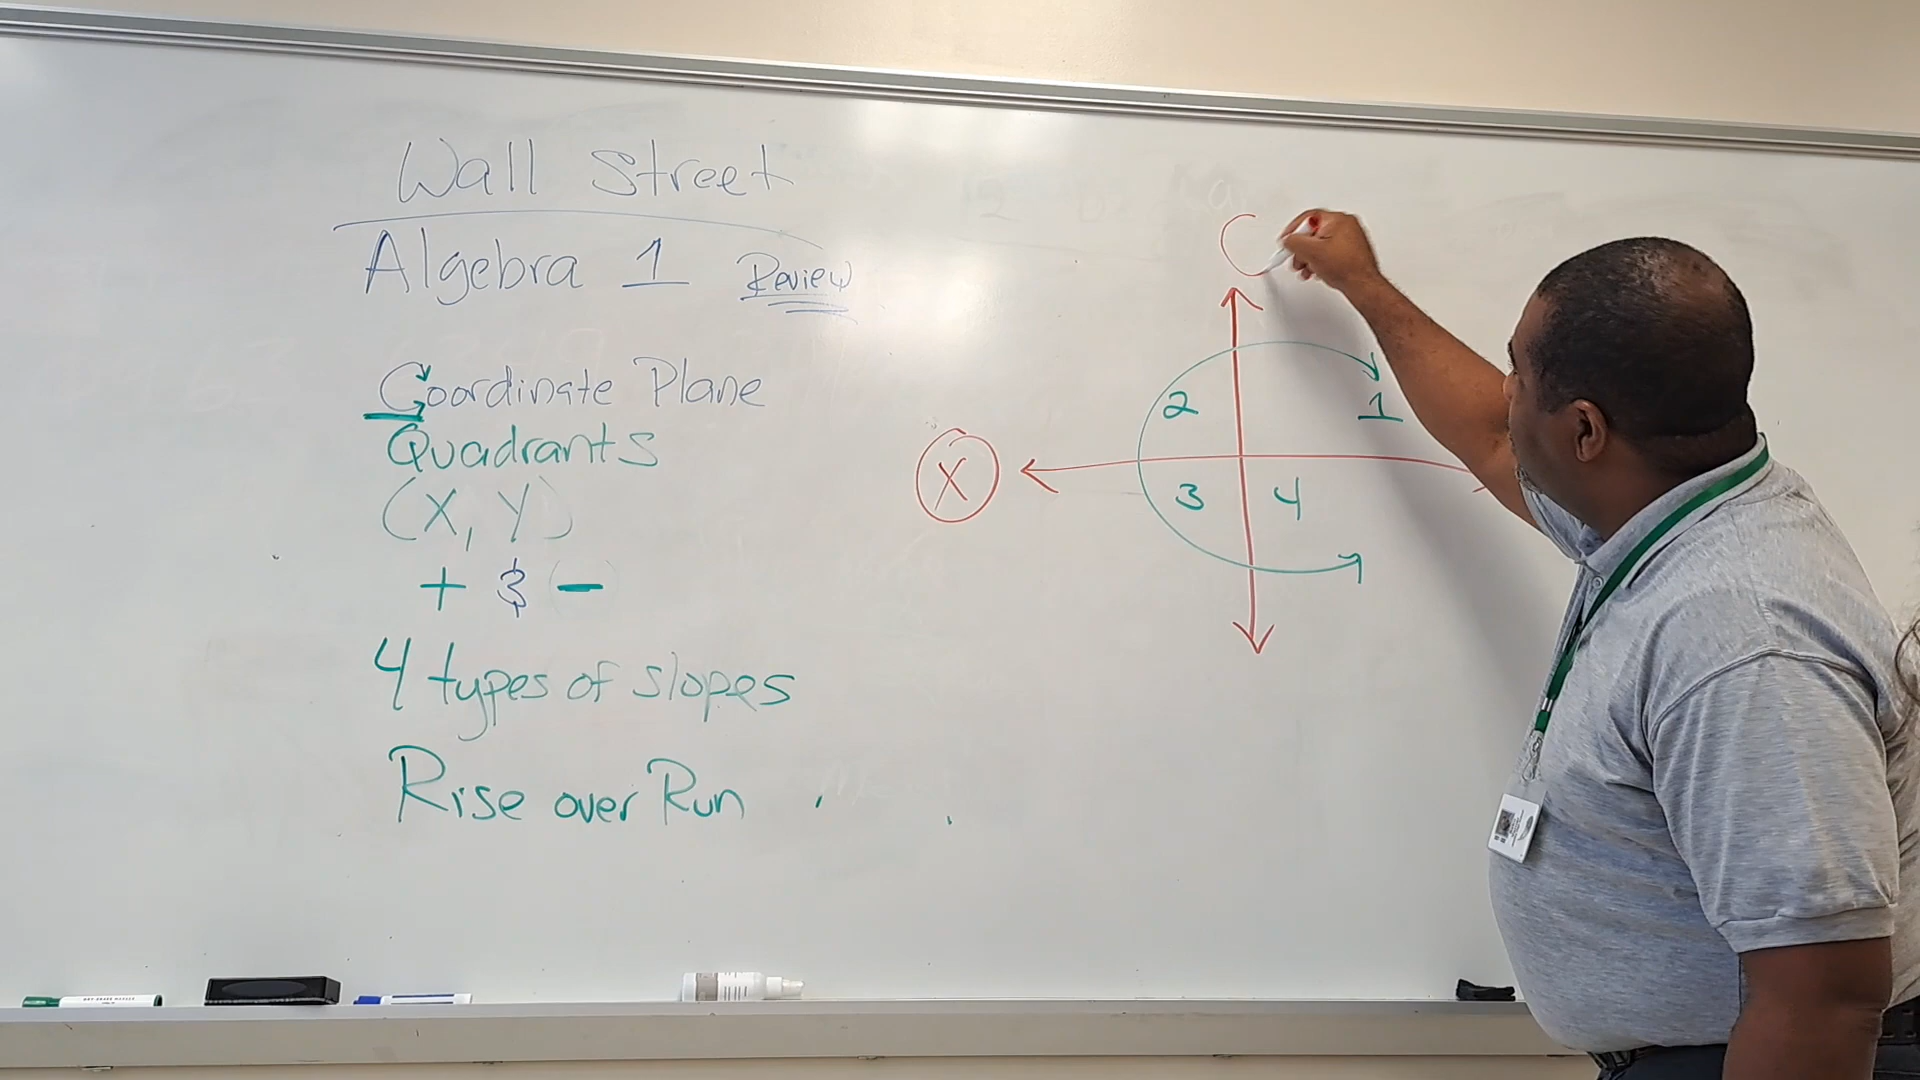 Wall Street
Algebra 1 Review
Coordinate Plane
Quadrants
(X, Y)
+ & (-)
4 types of slopes
Rise over Run
2 1
X
3 4